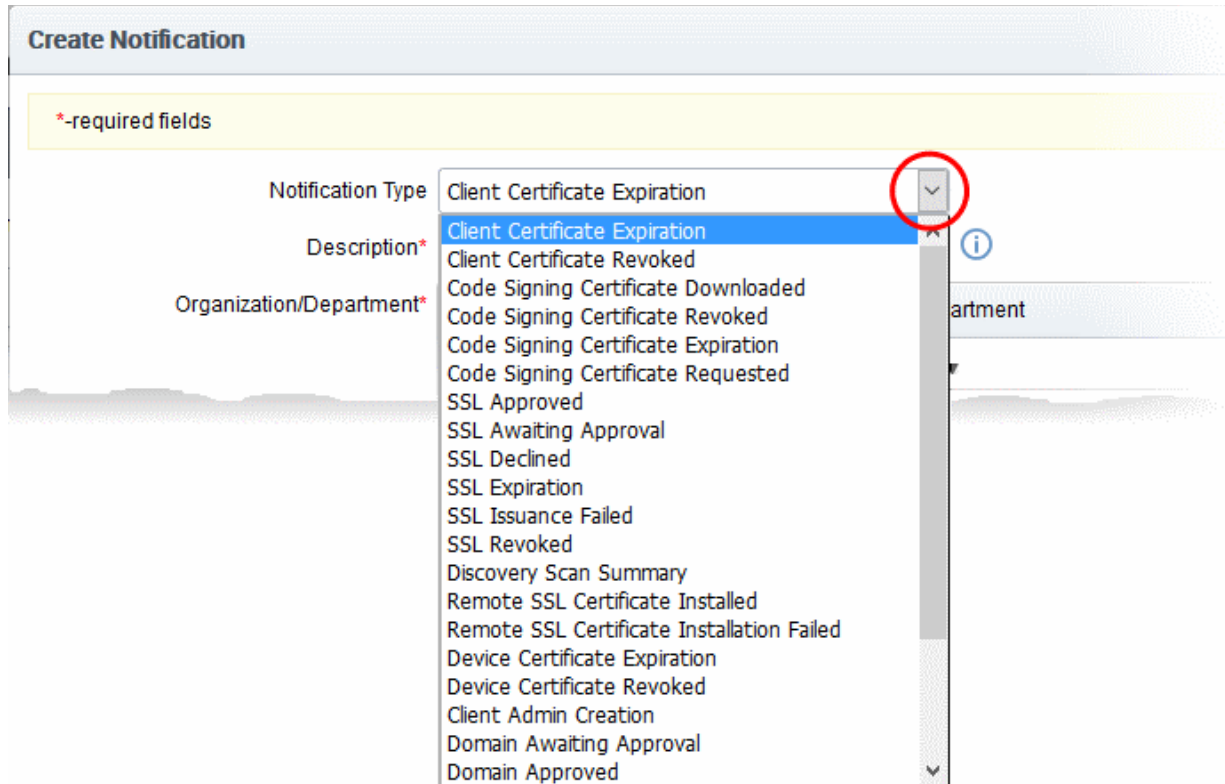 Create Notification
*-required fields
Notification Type Client Certificate Expiration
Client Certificate Expiration
Description*
Client Certificate Revoked
Code Signing Certificate Downloaded
Organization/Department* artment
Code Signing Certificate Revoked
Code Signing Certificate Expiration
Code Signing Certificate Requested
SSL Approved
SSL Awaiting Approval
SSL Declined
SSL Expiration
SSL Issuance Failed
SSL Revoked
Discovery Scan Summary
Remote SSL Certificate Installed
Remote SSL Certificate Installation Failed
Device Certificate Expiration
Device Certificate Revoked
Client Admin Creation
Domain Awaiting Approval
Domain Approved